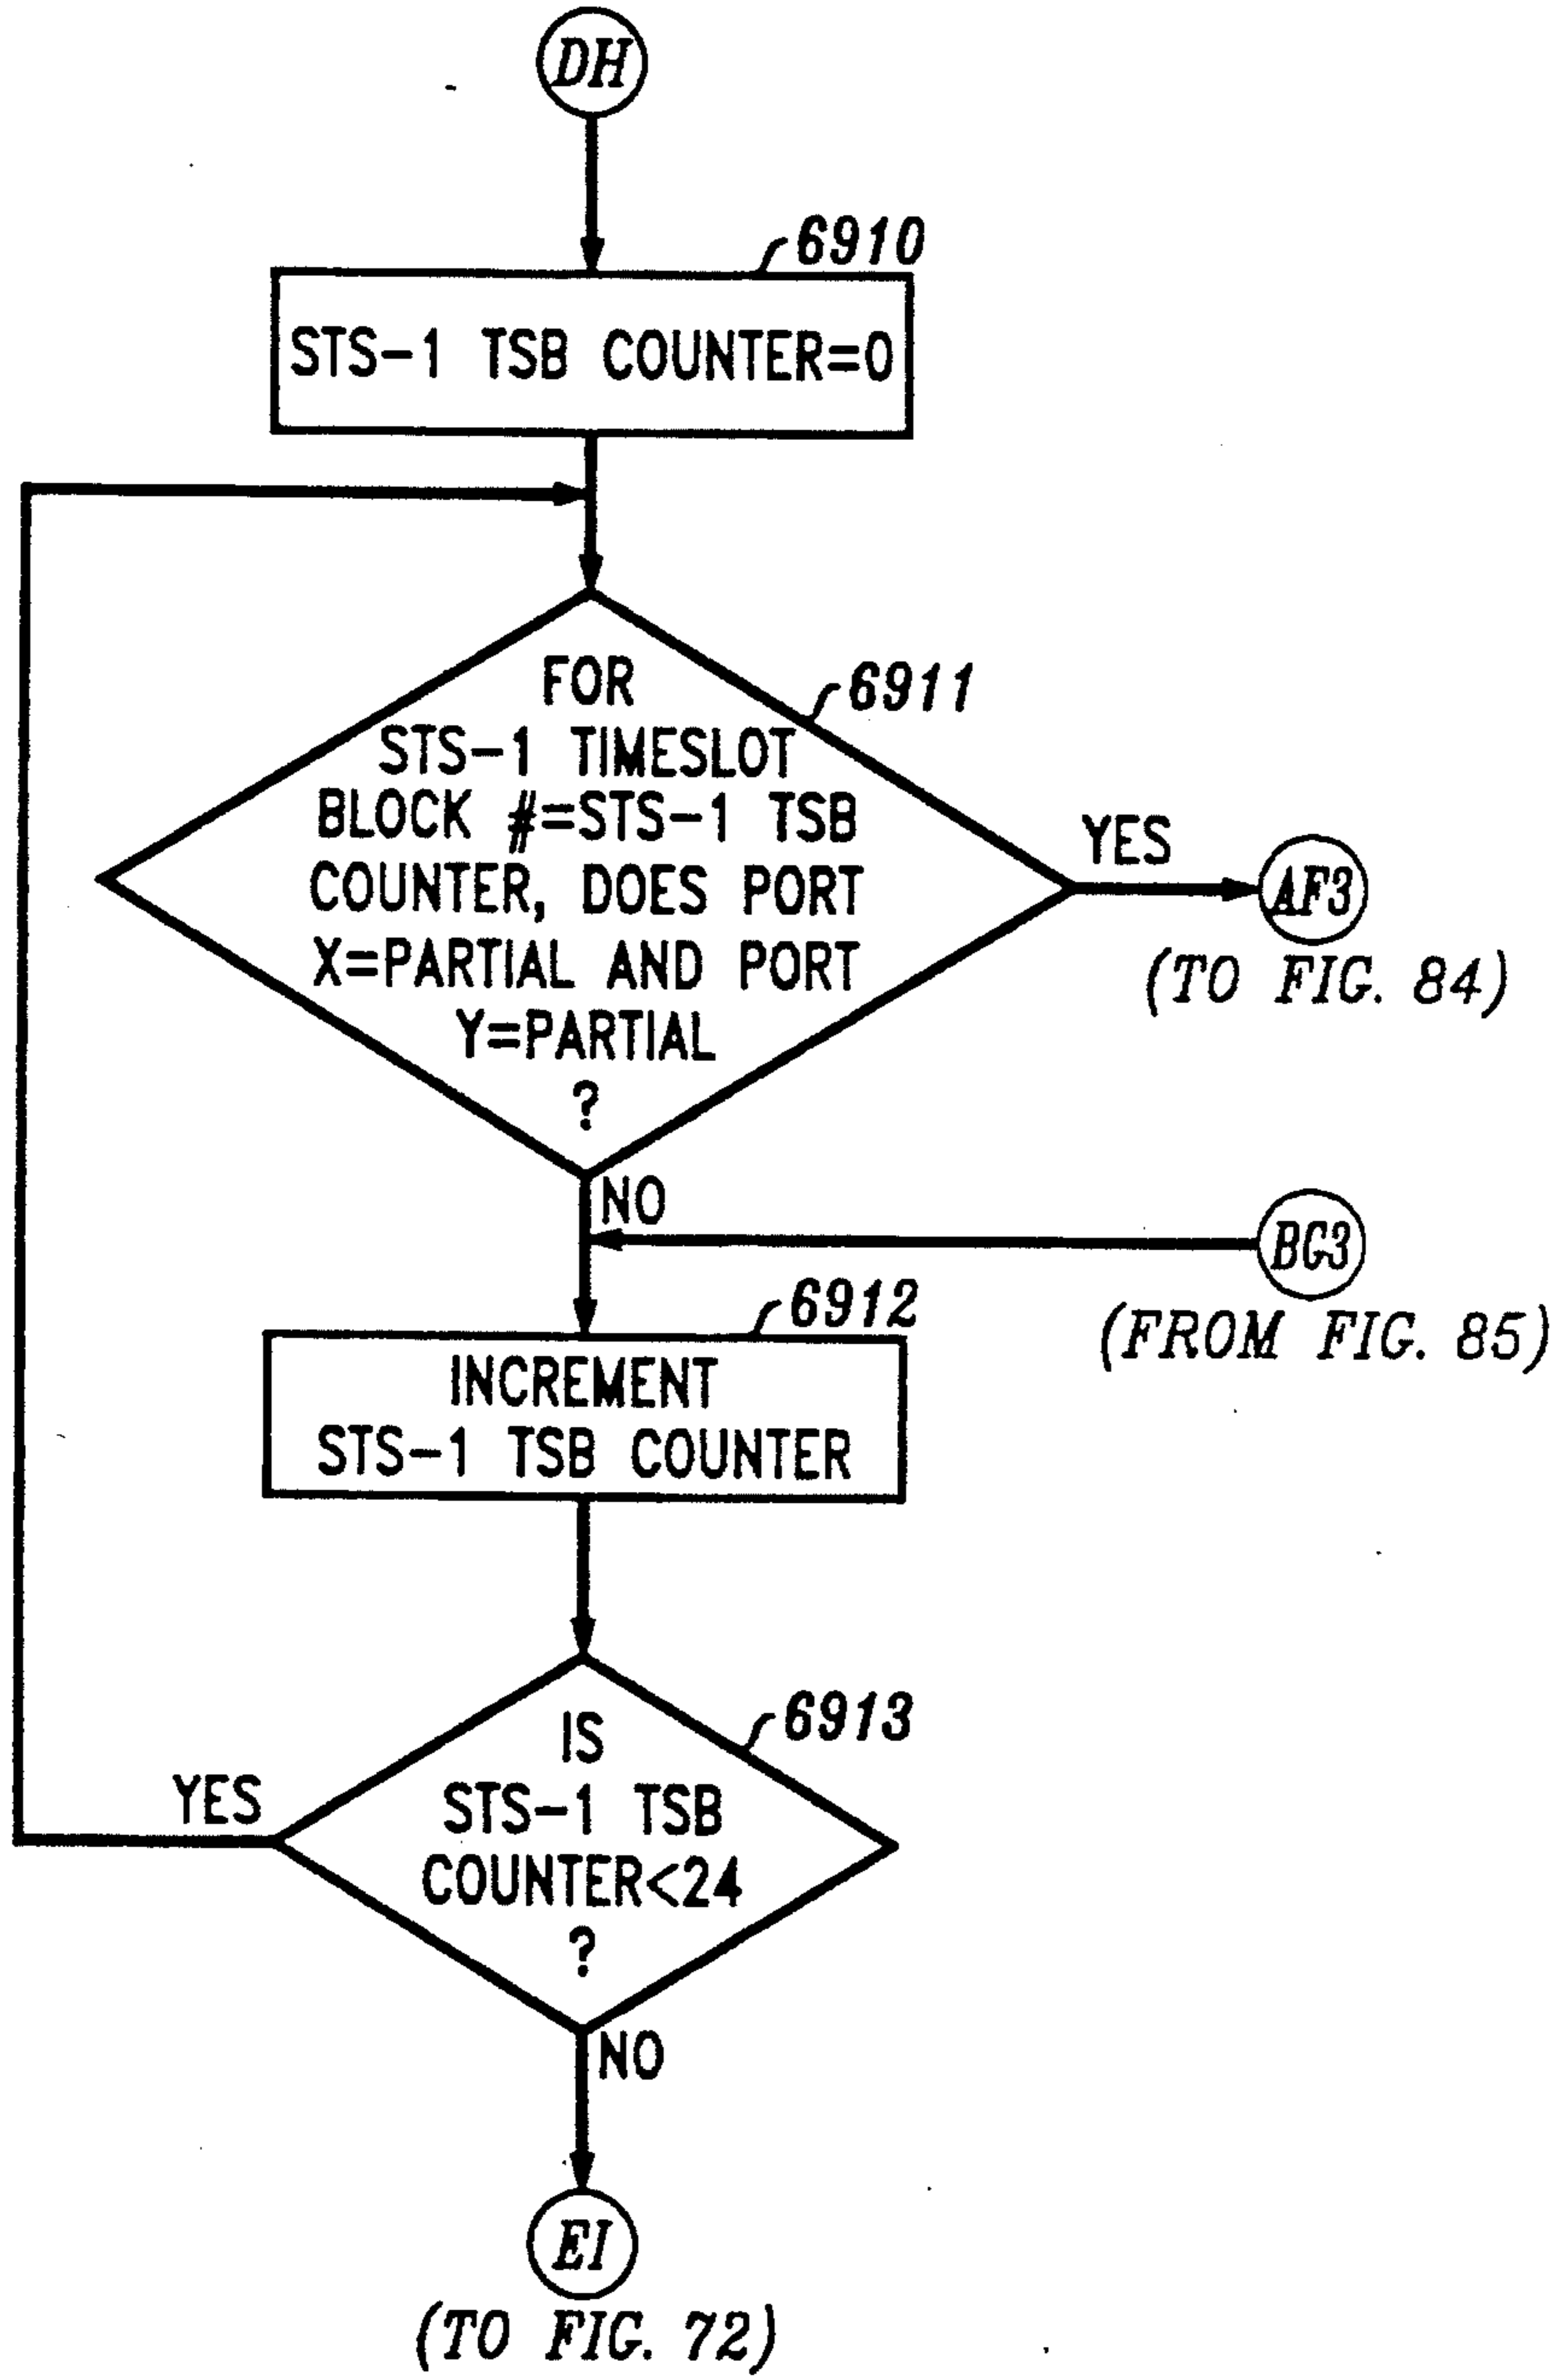 DH
6910
STS-1 TSB COUNTER=0
6911
FOR
STS-1 TIMESLOT
BLOCK #=STS-1 TSB
COUNTER, DOES PORT
X=PARTIAL AND PORT
Y=PARTIAL
?
YES
AF3
(TO FIG. 84)
NO
BG3
(FROM FIG. 85)
6912
INCREMENT
STS-1 TSB COUNTER
6913
IS
STS-1 TSB
COUNTER<24
?
YES
NO
EI
(TO FIG. 72)